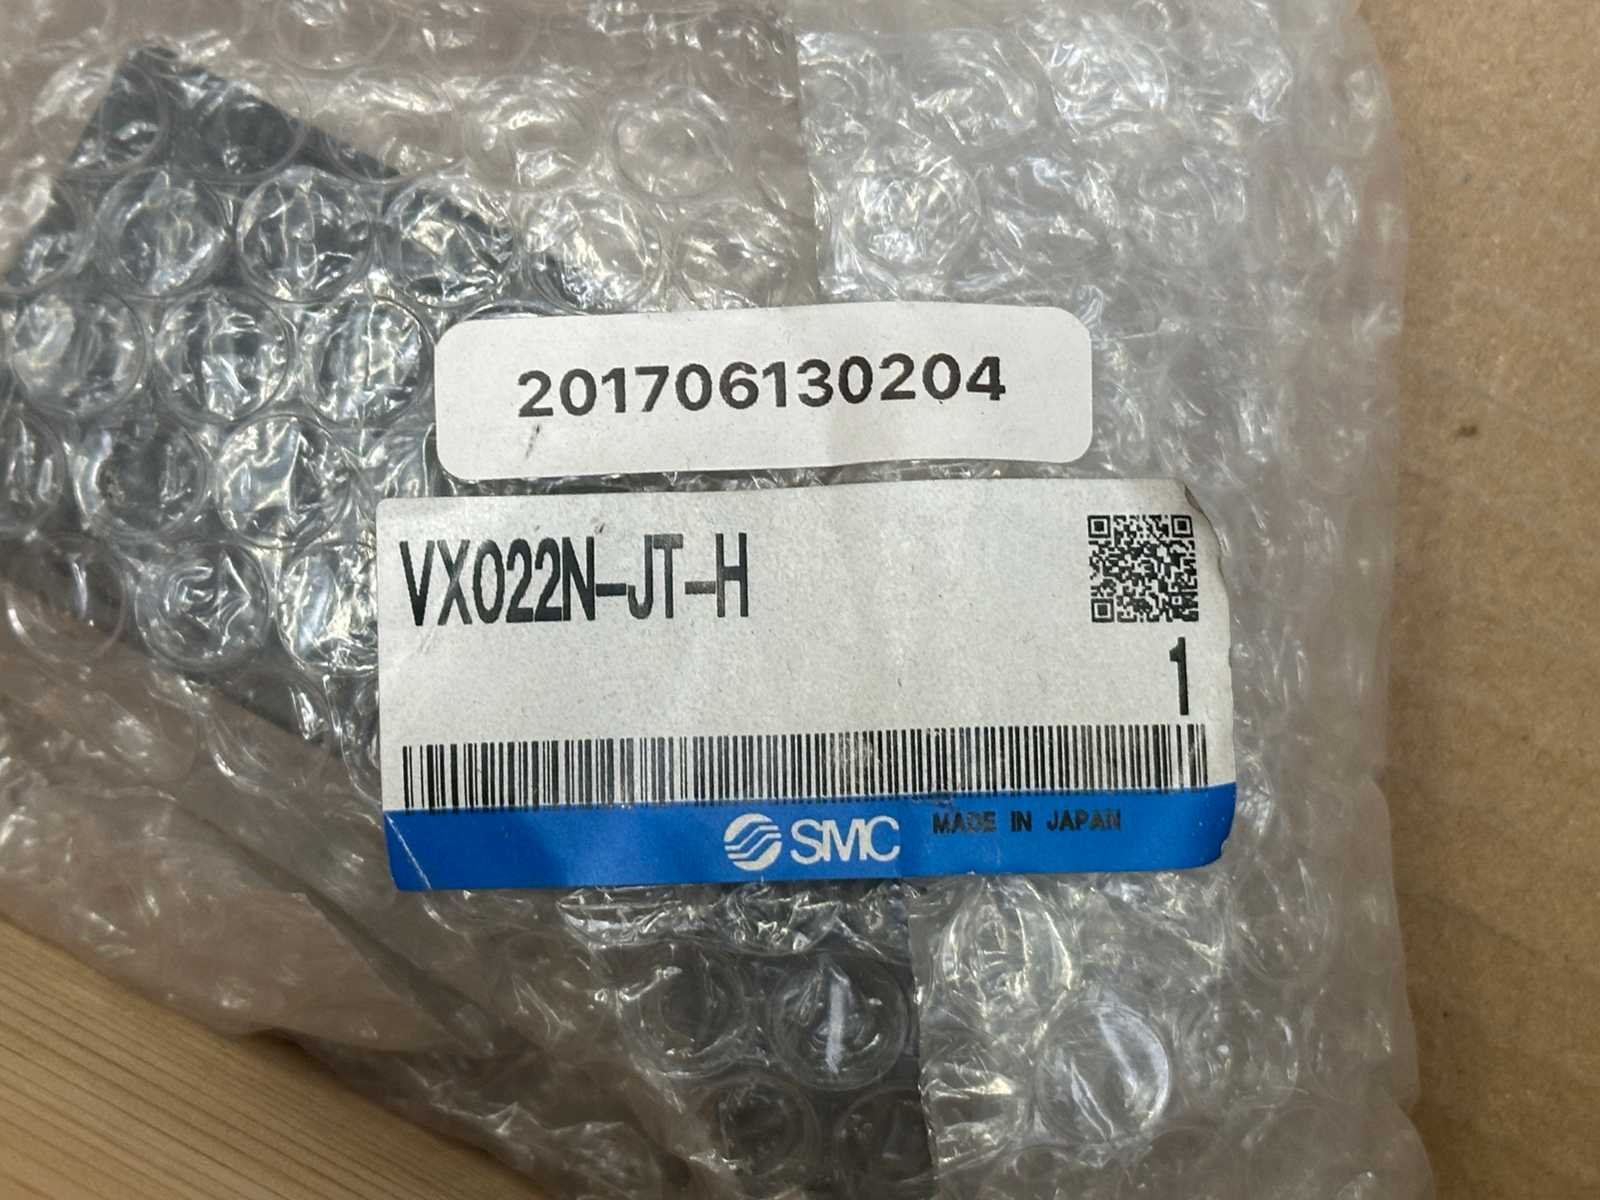 201706130204
VX022N-JT-H
1
SMC MADE IN JAPAN